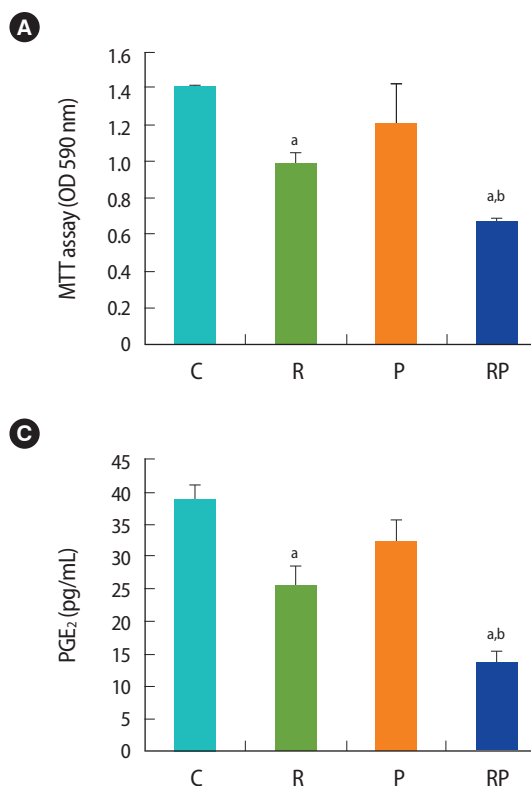 A
MTT assay (OD 590 nm)
1.6
1.4
1.2
1.0
0.8
0.6
0.4
0.2
0
a
a,b
C R P RP
C
PGE₂ (pg/mL)
45
40
35
30
25
20
15
10
5
0
a
a,b
C R P RP